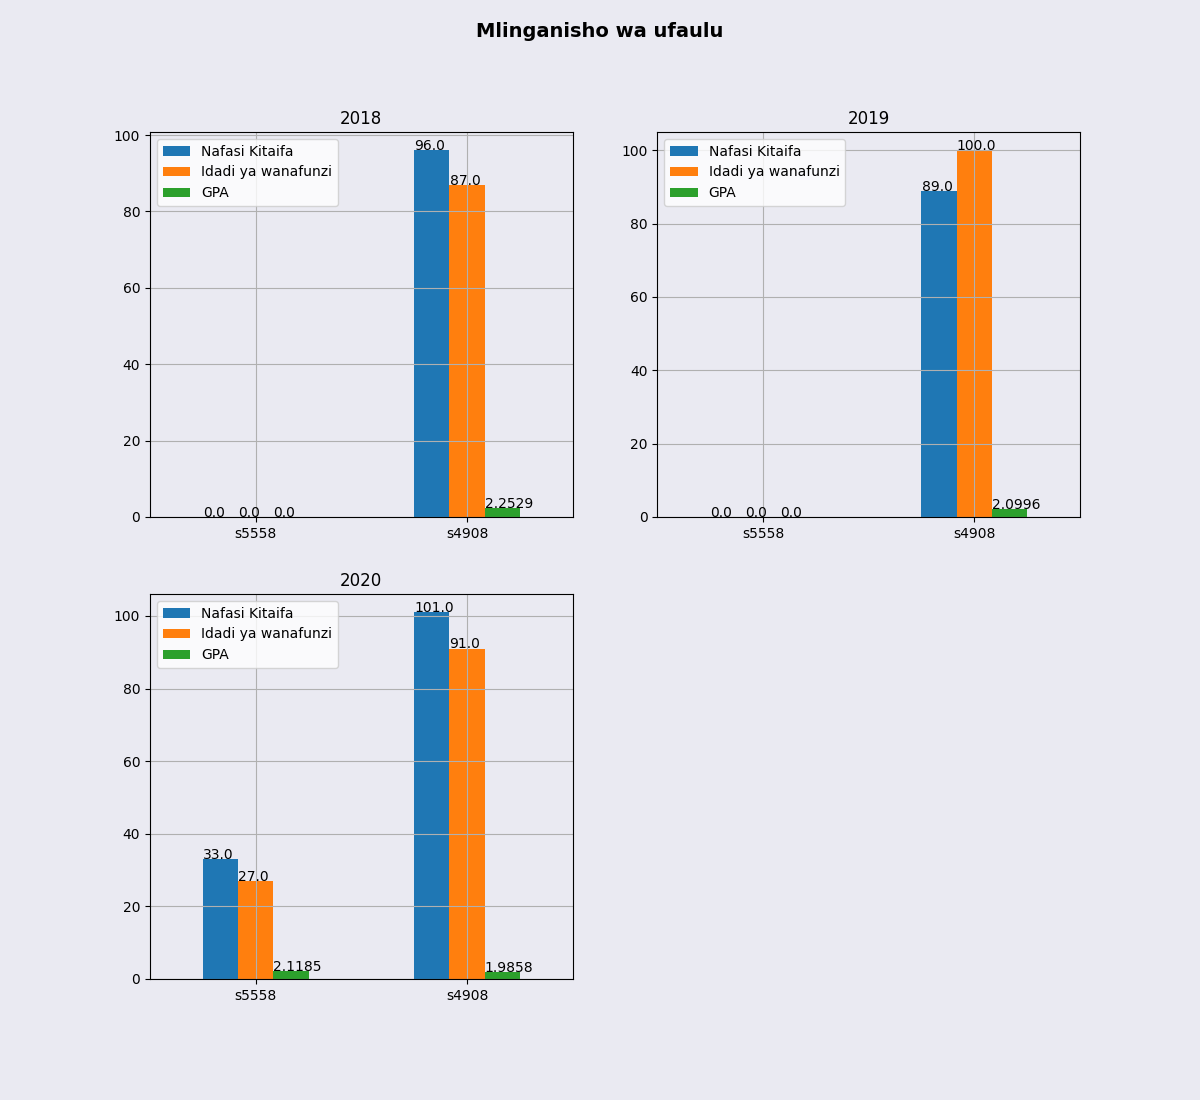 Mlinganisho wa ufaulu
2018
Nafasi Kitaifa
Idadi ya wanafunzi
GPA
100
80
60
40
20
0
96.0
87.0
2.2529
0.0 0.0 0.0
s5558 s4908
2019
Nafasi Kitaifa
Idadi ya wanafunzi
GPA
100
80
60
40
20
0
100.0
89.0
2.0996
0.0 0.0 0.0
s5558 s4908
2020
Nafasi Kitaifa
Idadi ya wanafunzi
GPA
100
80
60
40
20
0
101.0
91.0
33.0
27.0
2.1185 1.9858
s5558 s4908